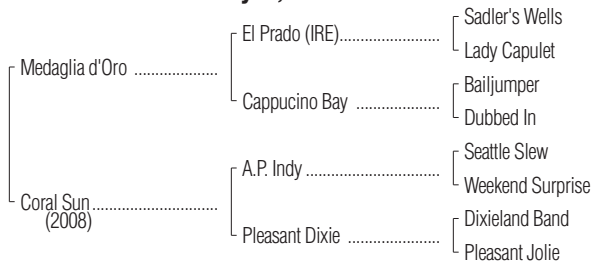 Sadler's Wells
El Prado (IRE)....................
Lady Capulet
Medaglia d'Oro ...................
Bailjumper
Cappucino Bay ...................
Dubbed In
Seattle Slew
A.P. Indy ..............................
Weekend Surprise
Coral Sun.............................
(2008)
Dixieland Band
Pleasant Dixie .....................
Pleasant Jolie